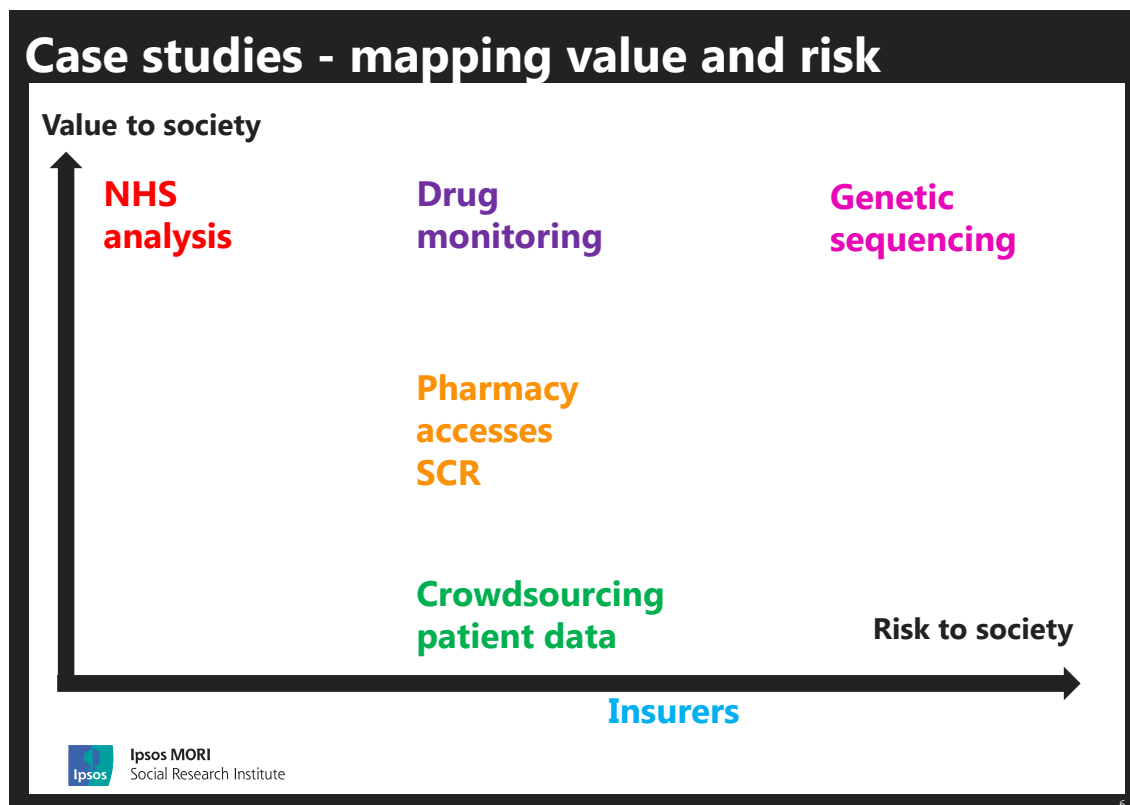 Case studies - mapping value and risk
Value to society
NHS
analysis
Drug
monitoring
Genetic
sequencing
Pharmacy
accesses
SCR
Crowdsourcing
patient data
Risk to society
Insurers
Ipsos
Ipsos MORI
Social Research Institute
6